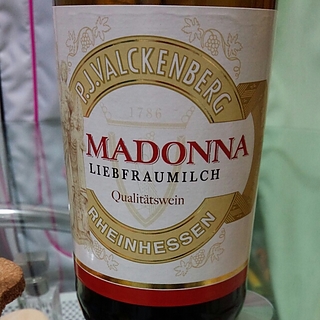 P.J.VALCKENBERG
1786
MADONNA
LIEBFRAUMILCH
Qualitätswein
RHEINHESSEN